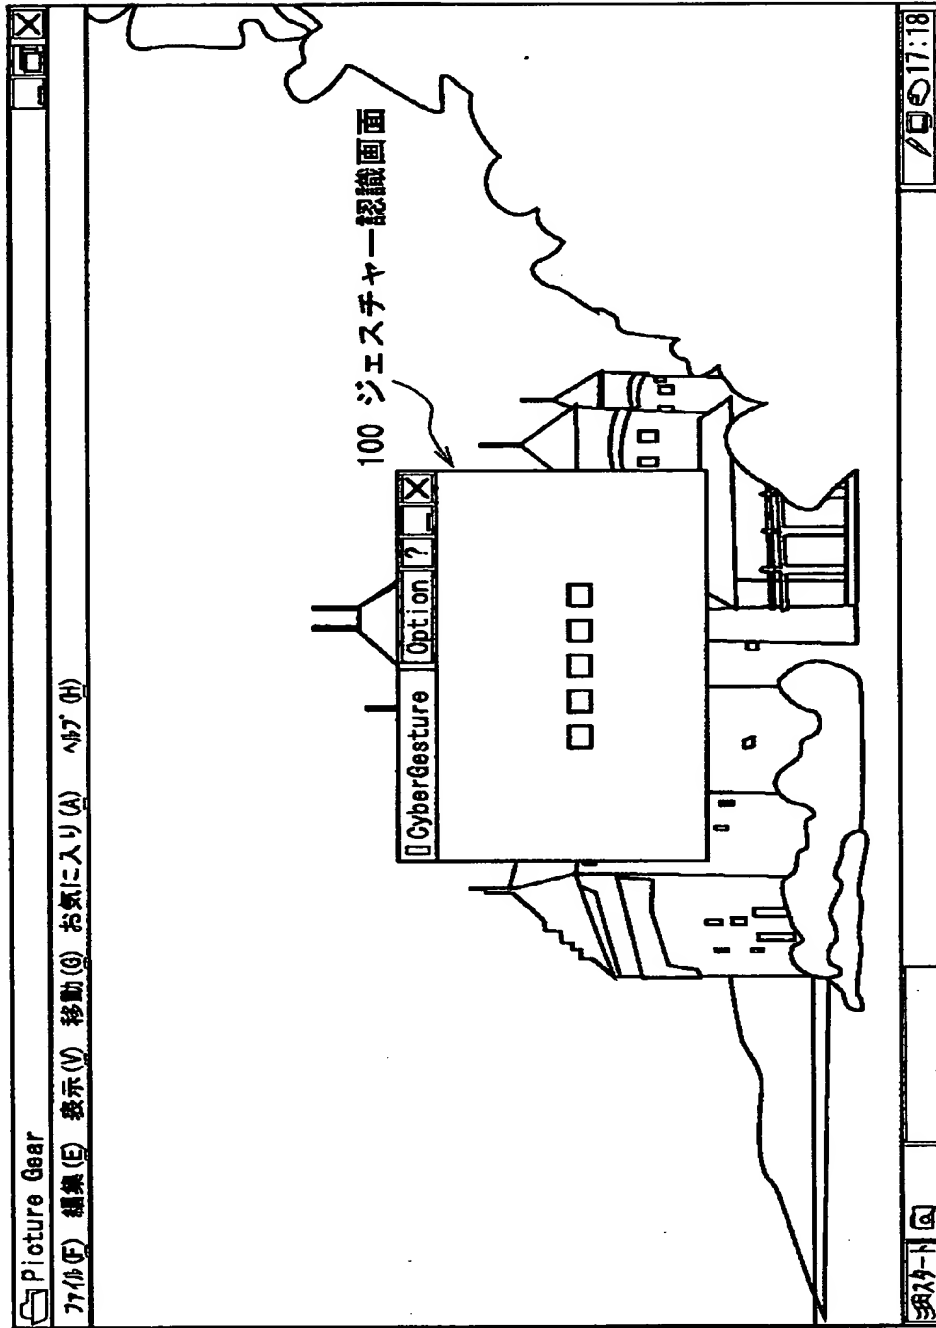 Picture Gear
ファイル(F) 編集(E) 表示(V) 移動(G) お気に入り(A) ヘルプ(H)
100 ジェスチャー認識画面
CyberGesture Option ?
スタート
17:18